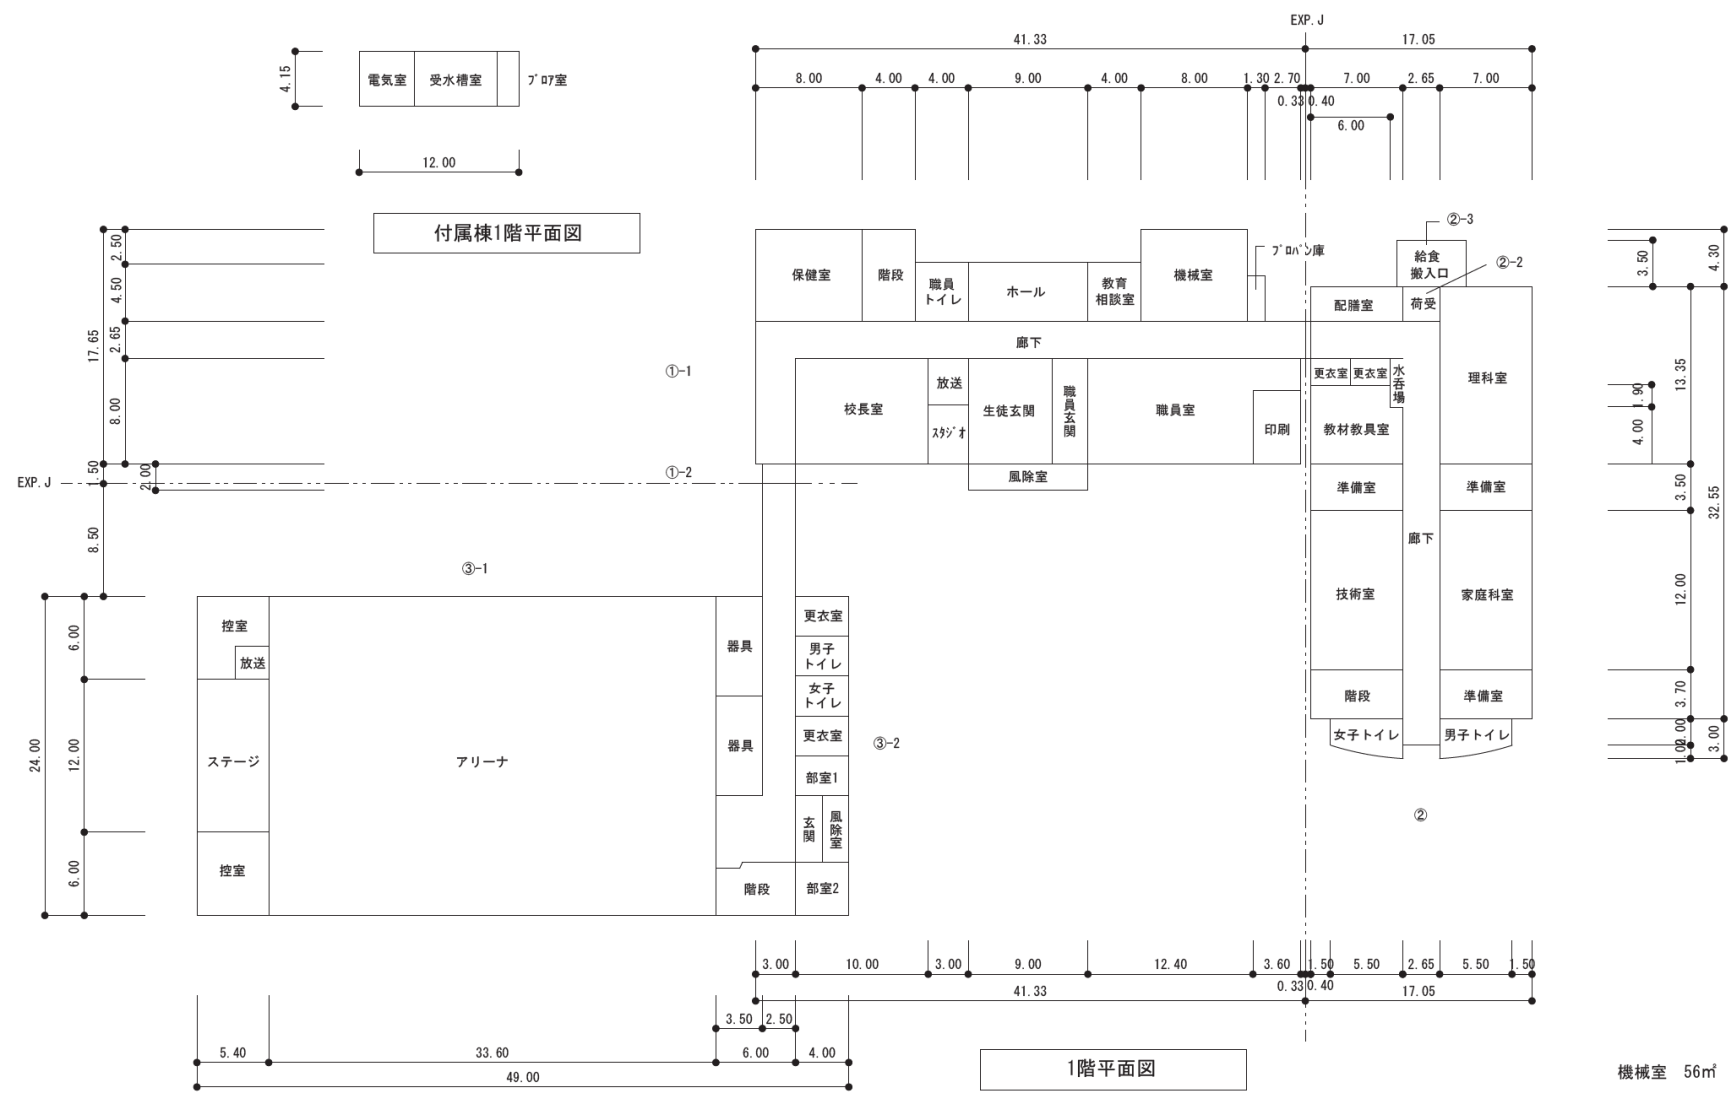 EXP.J
41.33
17.05
8.00
4.00
4.00
9.00
4.00
8.00
1.30
2.70
7.00
2.65
7.00
0.33
0.40
6.00
4.15
電気室
受水槽室
ﾌﾞﾛｱ室
12.00
付属棟1階平面図
②-3
②-2
ﾌﾟﾛﾊﾟﾝ庫
2.50
4.50
2.65
8.00
17.65
1.50
2.00
8.50
EXP.J
保健室
階段
職員
トイレ
ホール
教育
相談室
機械室
給食
搬入口
配膳室
荷受
廊下
①-1
①-2
校長室
放送
ｽﾀｼﾞｵ
生徒玄関
職員玄関
職員室
印刷
風除室
更衣室
更衣室
水呑場
教材教具室
理科室
準備室
準備室
廊下
技術室
家庭科室
階段
準備室
女子トイレ
男子トイレ
②
3.50
4.30
13.35
1.90
4.00
3.50
32.55
12.00
3.70
2.00
1.00
3.00
③-1
③-2
24.00
6.00
12.00
6.00
控室
放送
ステージ
控室
アリーナ
器具
器具
更衣室
男子
トイレ
女子
トイレ
更衣室
部室1
玄関
風除室
階段
部室2
3.00
10.00
3.00
9.00
12.40
3.60
1.50
5.50
2.65
5.50
1.50
41.33
0.33
0.40
17.05
3.50
2.50
5.40
33.60
6.00
4.00
49.00
1階平面図
機械室 56㎡